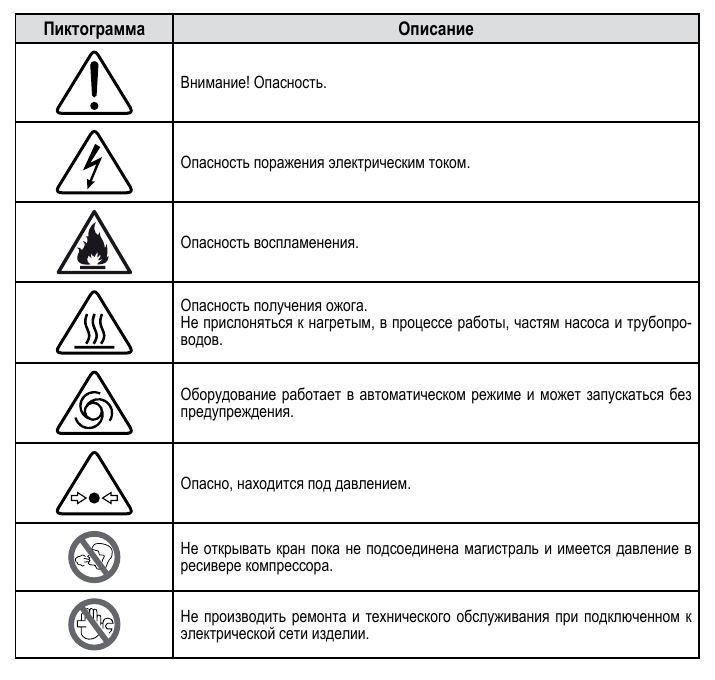 Пиктограмма Описание
Внимание! Опасность.
Опасность поражения электрическим током.
Опасность воспламенения.
Опасность получения ожога.
Не прислоняться к нагретым, в процессе работы, частям насоса и трубопро-
водов.
Оборудование работает в автоматическом режиме и может запускаться без
предупреждения.
Опасно, находится под давлением.
Не открывать кран пока не подсоединена магистраль и имеется давление в
ресивере компрессора.
Не производить ремонта и технического обслуживания при подключенном к
электрической сети изделии.